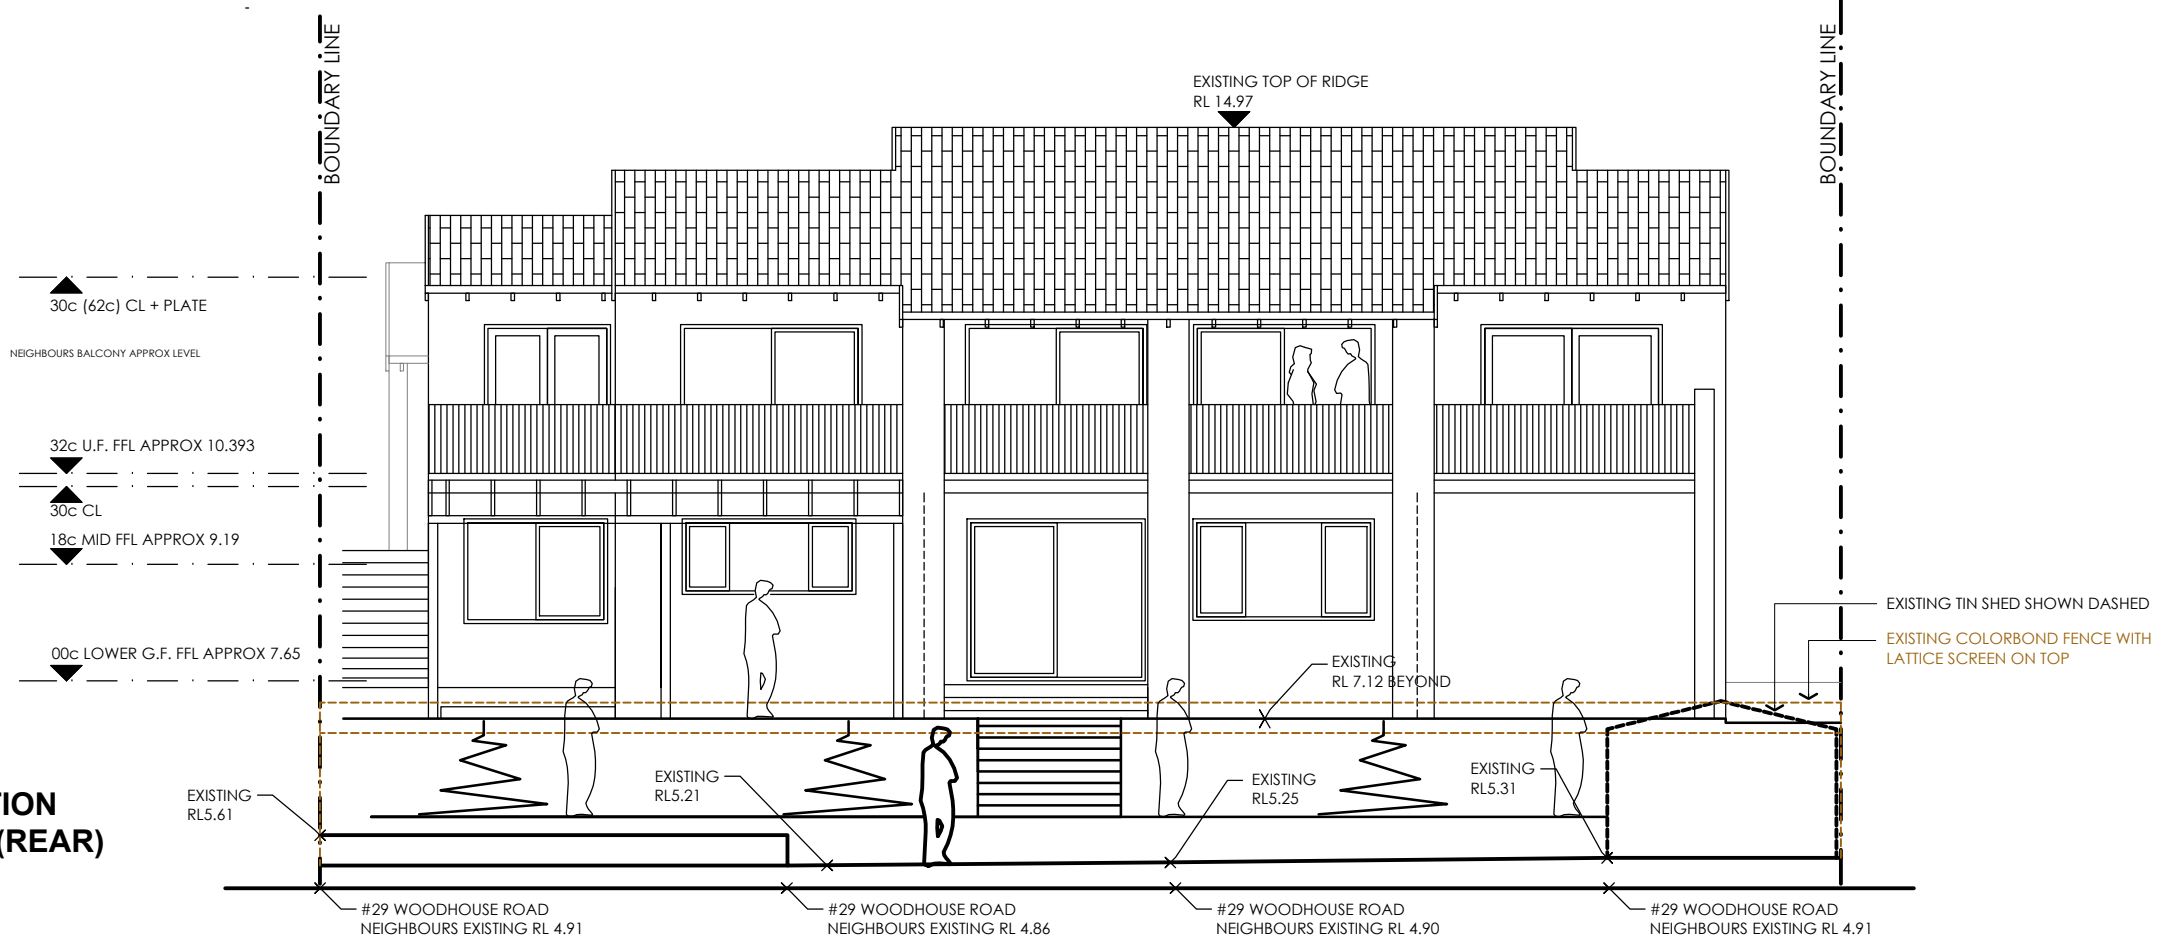 BOUNDARY LINE
BOUNDARY LINE
EXISTING TOP OF RIDGE
RL 14.97
30c (62c) CL + PLATE
NEIGHBOURS BALCONY APPROX LEVEL
32c U.F. FFL APPROX 10.393
30c CL
18c MID FFL APPROX 9.19
00c LOWER G.F. FFL APPROX 7.65
EXISTING TIN SHED SHOWN DASHED
EXISTING COLORBOND FENCE WITH
LATTICE SCREEN ON TOP
EXISTING
RL 7.12 BEYOND
EXISTING
RL5.61
EXISTING
RL5.21
EXISTING
RL5.25
EXISTING
RL5.31
TION
(REAR)
#29 WOODHOUSE ROAD
NEIGHBOURS EXISTING RL 4.91
#29 WOODHOUSE ROAD
NEIGHBOURS EXISTING RL 4.86
#29 WOODHOUSE ROAD
NEIGHBOURS EXISTING RL 4.90
#29 WOODHOUSE ROAD
NEIGHBOURS EXISTING RL 4.91